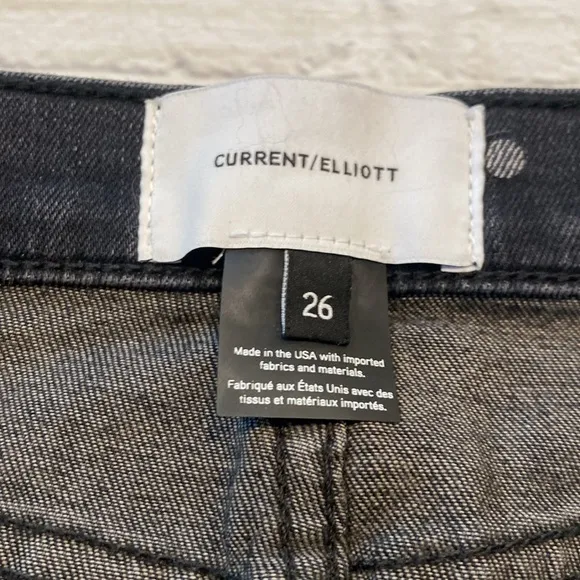 CURRENT/ELLIOTT
26
Made in the USA with imported
fabrics and materials.
Fabriqué aux États Unis avec des
tissus et matériaux importés.